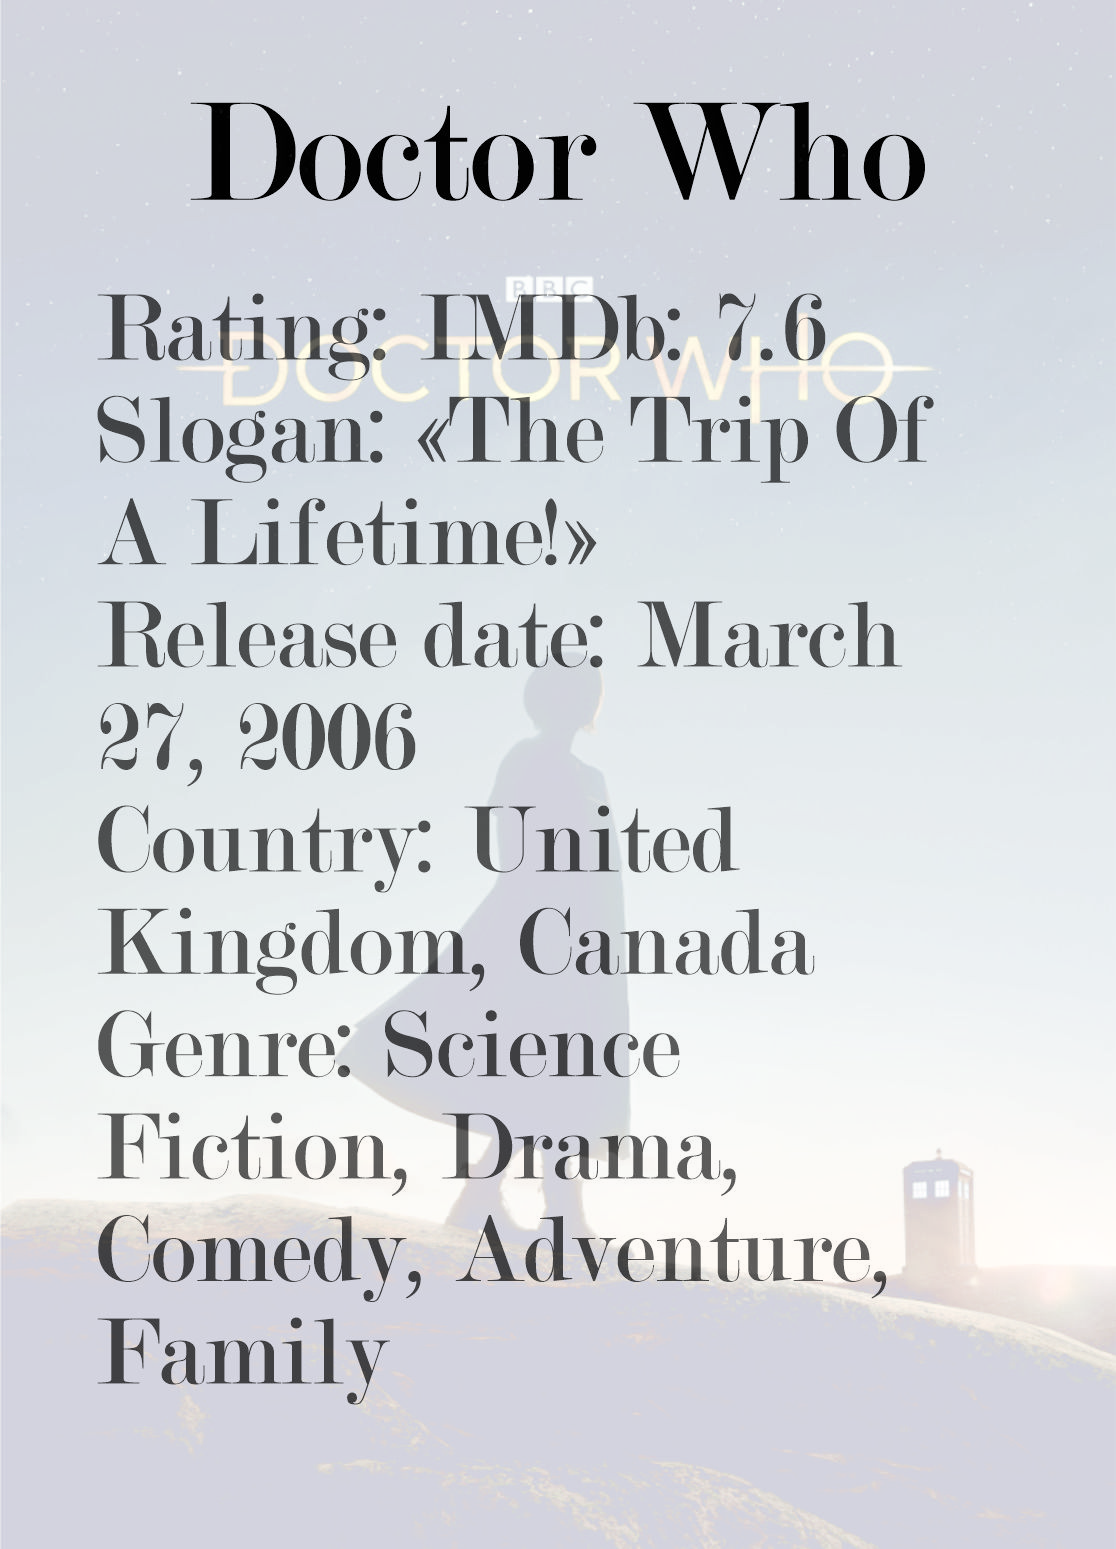 Doctor Who
BBC
DOCTOR WHO
Rating: IMDb: 7.6
Slogan: «The Trip Of
A Lifetime!»
Release date: March
27, 2006
Country: United
Kingdom, Canada
Genre: Science
Fiction, Drama,
Comedy, Adventure,
Family